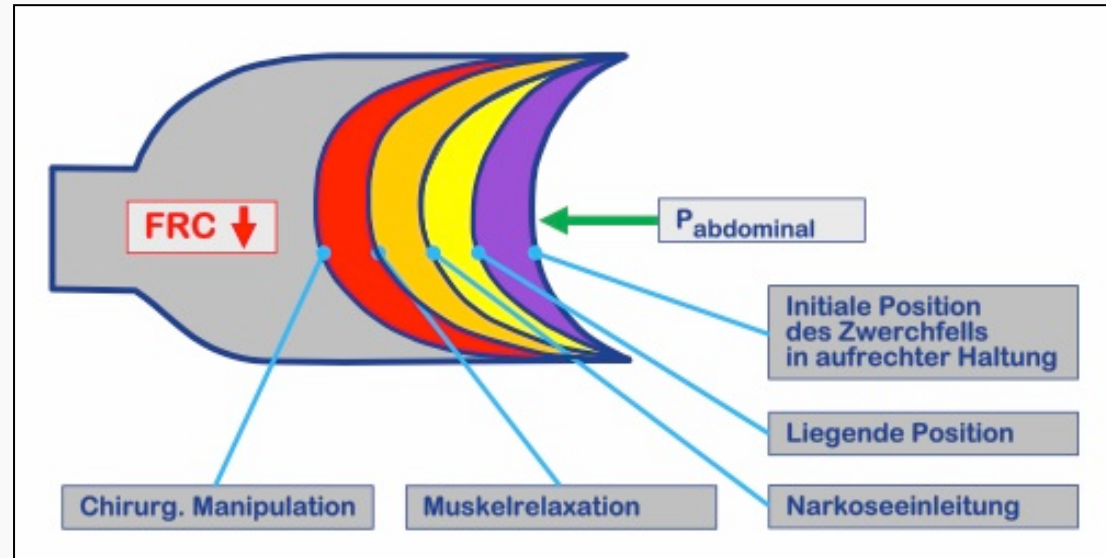 FRC ↓
P abdominal
Initiale Position
des Zwerchfells
in aufrechter Haltung
Liegende Position
Chirurg. Manipulation
Muskelrelaxation
Narkoseeinleitung